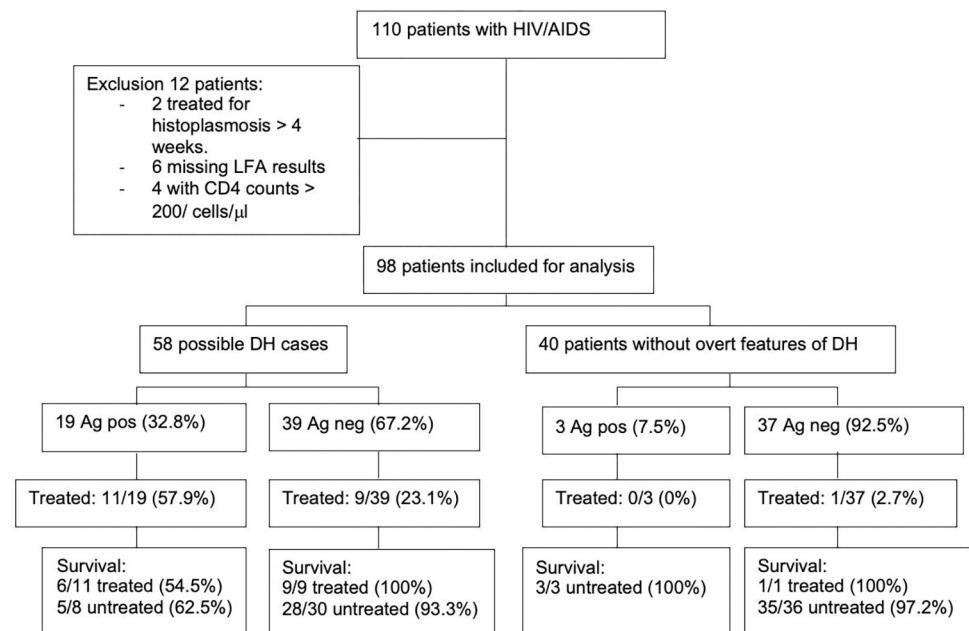 110 patients with HIV/AIDS
Exclusion 12 patients:
- 2 treated for
histoplasmosis > 4
weeks.
- 6 missing LFA results
- 4 with CD4 counts >
200/ cells/μl
98 patients included for analysis
58 possible DH cases
40 patients without overt features of DH
19 Ag pos (32.8%)
39 Ag neg (67.2%)
3 Ag pos (7.5%)
37 Ag neg (92.5%)
Treated: 11/19 (57.9%)
Treated: 9/39 (23.1%)
Treated: 0/3 (0%)
Treated: 1/37 (2.7%)
Survival:
6/11 treated (54.5%)
5/8 untreated (62.5%)
Survival:
9/9 treated (100%)
28/30 untreated (93.3%)
Survival:
3/3 untreated (100%)
Survival:
1/1 treated (100%)
35/36 untreated (97.2%)